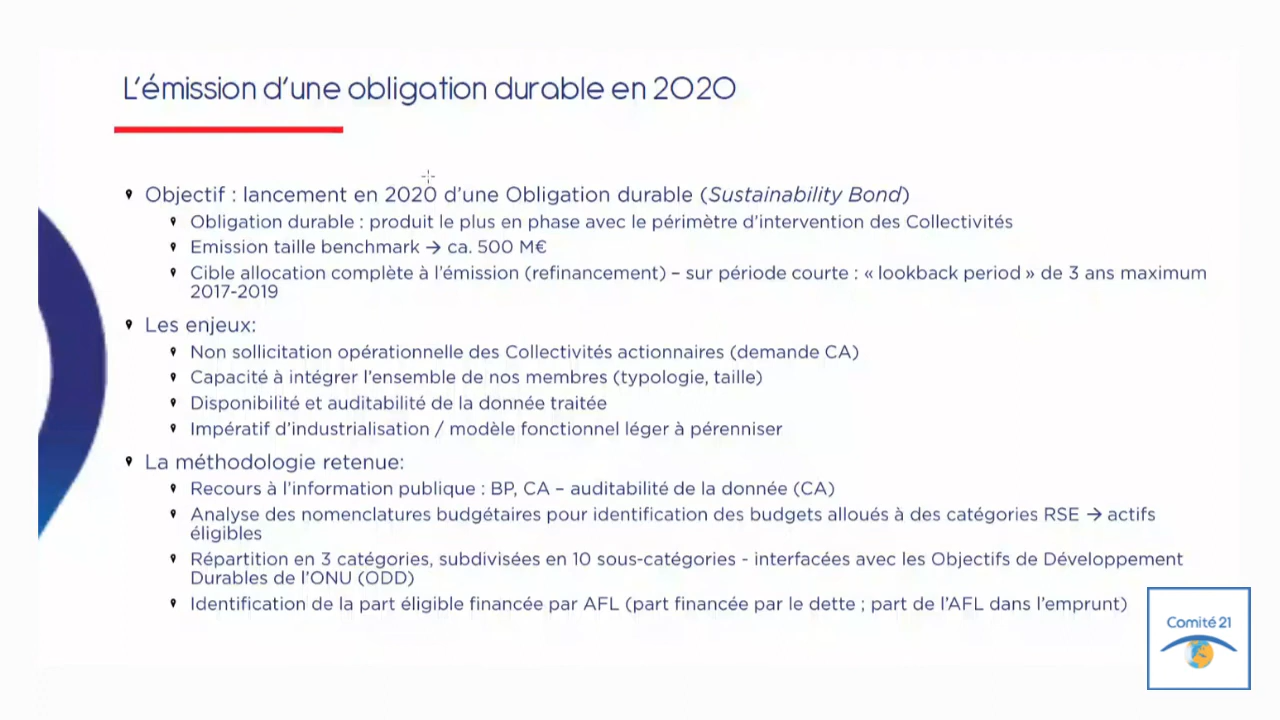 L'émission d'une obligation durable en 2020
Objectif : lancement en 2020 d'une Obligation durable (Sustainability Bond)
Obligation durable : produit le plus en phase avec le périmètre d'intervention des Collectivités
Emission taille benchmark → ca. 500 M€
Cible allocation complète à l'émission (refinancement) – sur période courte : « lookback period » de 3 ans maximum
2017-2019
Les enjeux:
Non sollicitation opérationnelle des Collectivités actionnaires (demande CA)
Capacité à intégrer l'ensemble de nos membres (typologie, taille)
Disponibilité et auditabilité de la donnée traitée
Impératif d'industrialisation / modèle fonctionnel léger à pérenniser
La méthodologie retenue:
Recours à l'information publique : BP, CA – auditabilité de la donnée (CA)
Analyse des nomenclatures budgétaires pour identification des budgets alloués à des catégories RSE → actifs
éligibles
Répartition en 3 catégories, subdivisées en 10 sous-catégories - interfacées avec les Objectifs de Développement
Durables de l'ONU (ODD)
Identification de la part éligible financée par AFL (part financée par le dette ; part de l'AFL dans l'emprunt)
Comité 21